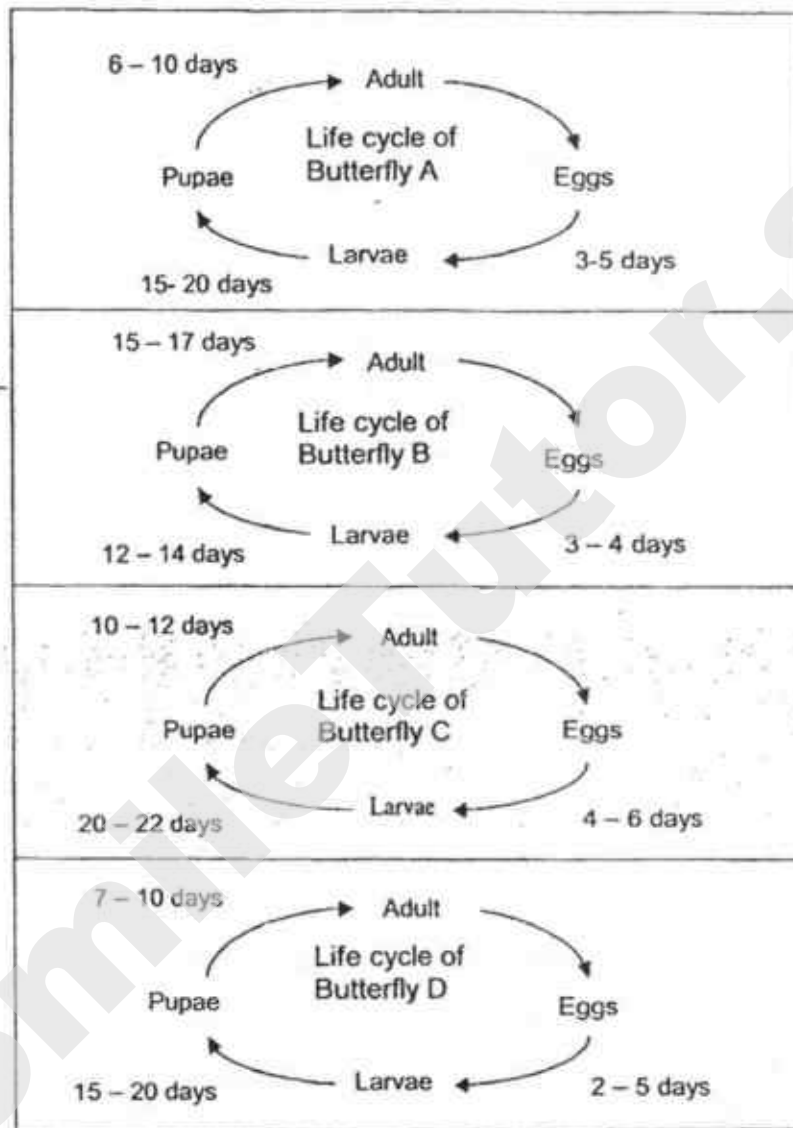 6 – 10 days
Adult
Life cycle of
Butterfly A
Pupae
Eggs
Larvae
3-5 days
15- 20 days
15 – 17 days
Adult
Life cycle of
Butterfly B
Pupae
Eggs
Larvae
3 – 4 days
12 – 14 days
10 – 12 days
Adult
Life cycle of
Butterfly C
Pupae
Eggs
Larvae
4 – 6 days
20 – 22 days
7 – 10 days
Adult
Life cycle of
Butterfly D
Pupae
Eggs
Larvae
2 – 5 days
15 – 20 days
smileTutor.s